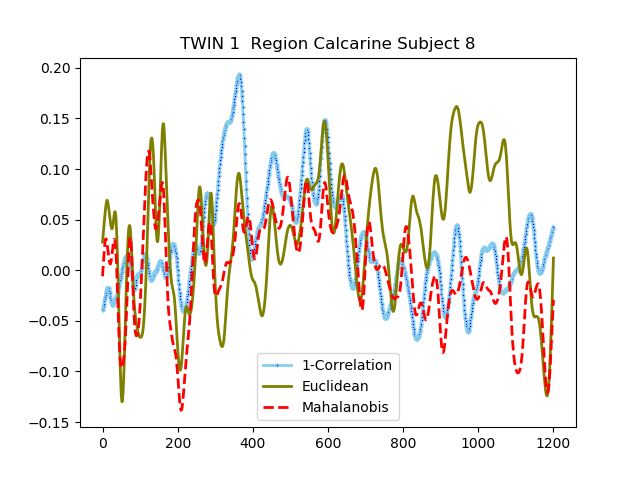 TWIN 1  Region Calcarine Subject 8
0.20
0.15
0.10
0.05
0.00
−0.05
−0.10
−0.15
1-Correlation
Euclidean
Mahalanobis
0 200 400 600 800 1000 1200